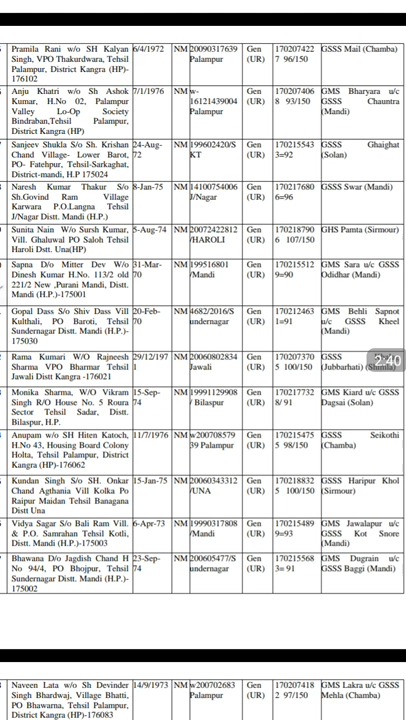 Pramila Rani w/o SH Kalyan Singh, VPO Thakurdwara, Tehsil Palampur, District Kangra (HP)-176102 6/4/1972 NM 20090317639 Palampur Gen (UR) 170207422 7 96/150 GSSS Mail (Chamba)
Anju Khatri w/o Sh Ashok Kumar, H.No 02, Palampur Valley Lo-Op Society Bindraban,Tehsil Palampur, District Kangra (HP) 7/1/1976 NM w-16121439004 Palampur Gen (UR) 170207406 8 93/150 GMS Bharyara u/c GSSS Chauntra (Mandi)
Sanjeev Shukla S/o Sh. Krishan Chand Village- Lower Barot, PO- Fatehpur, Tehsil-Sarkaghat, District-mandi, H.P 175024 24-Aug-72 NM 199602420/S KT Gen (UR) 170215543 3=92 GSSS Ghaighat (Solan)
Naresh Kumar Thakur S/o Sh.Govind Ram Village Karwara P.O.Langna Tehsil J/Nagar Distt. Mandi (H.P.) 8-Jan-75 NM 14100754006 J/Nagar Gen (UR) 170217680 6=96 GSSS Swar (Mandi)
Sunita Nain W/o Sursh Kumar, Vill. Ghaluwal PO Saloh Tehsil Haroli Distt. Una(HP) 5-Aug-74 NM 20072422812 /HAROLI Gen (UR) 170218790 6 107/150 GHS Pamta (Sirmour)
Sapna D/o Mitter Dev W/o Dinesh Kumar H.No. 113/2 old 221/2 New ,Purani Mandi, Distt. Mandi (H.P.)-175001 31-Mar-70 NM 199516801 /Mandi Gen (UR) 170215512 9=90 GMS Sara u/c GSSS Odidhar (Mandi)
Gopal Dass S/o Shiv Dass Vill Kulthali, PO Baroti, Tehsil Sundernagar Distt. Mandi (H.P.)-175030 20-Feb-70 NM 4682/2016/S undernagar Gen (UR) 170212463 1=91 GMS Behli Sapnot u/c GSSS Kheel (Mandi)
Rama Kumari W/O Rajneesh Sharma VPO Bharmar Tehsil Jawali Distt Kangra -176021 29/12/197 1 NM 20060802834 Jawali Gen (UR) 170207370 5 100/150 GSSS (Jubbarhati) (Shimla)
2:40
Monika Sharma, W/O Vikram Singh R/O House No. 5 Roura Sector Tehsil Sadar, Distt. Bilaspur, H.P. 15-Sep-74 NM 19991129908 / Bilaspur Gen (UR) 170217732 8/ 91 GMS Kiard u/c GSSS Dagsai (Solan)
Anupam w/o SH Hiten Katoch, H.No 43, Housing Board Colony Holta, Tehsil Palampur, District Kangra (HP)-176062 11/7/1976 NM w200708579 39 Palampur Gen (UR) 170215475 5 98/150 GSSS Seikothi (Chamba)
Kundan Singh S/o SH. Onkar Chand Agthania Vill Kolka Po Raipur Maidan Tehsil Banagana Distt Una 15-Jan-75 NM 20060343312 /UNA Gen (UR) 170218832 5 100/150 GSSS Haripur Khol (Sirmour)
Vidya Sagar S/o Bali Ram Vill. & P.O. Samrahan Tehsil Kotli, Distt. Mandi (H.P.)-175003 6-Apr-73 NM 19990317808 /Mandi Gen (UR) 170215489 9=93 GMS Jawalapur u/c GSSS Kot Snore (Mandi)
Bhawana D/o Jagdish Chand H No 94/4, PO Bhojpur, Tehsil Sundernagar Distt. Mandi (H.P.)-175002 23-Sep-74 NM 200605477/S undernagar Gen (UR) 170215568 3= 91 GMS Dugrain u/c GSSS Baggi (Mandi)
Naveen Lata w/o Sh Devinder Singh Bhardwaj, Village Bhatti, PO Bhawarna, Tehsil Palampur, District Kangra (HP)-176083 14/9/1973 NM w200702683 Palampur Gen (UR) 170207418 2 97/150 GMS Lakru u/c GSSS Mehla (Chamba)